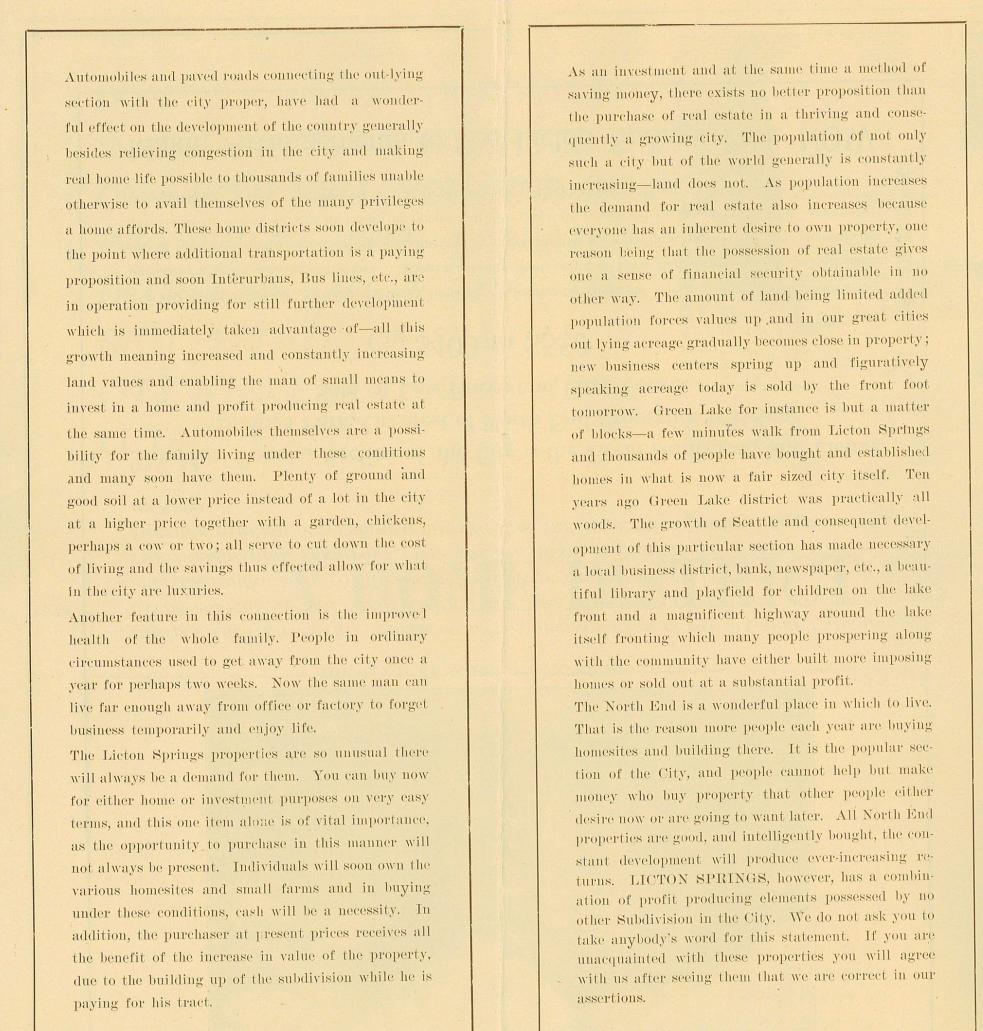 Automobiles and paved roads connecting the out-lying
section with the city proper, have had a wonder-
ful effect on the development of the country generally
besides relieving congestion in the city and making
real home life possible to thousands of families unable
otherwise to avail themselves of the many privileges
a home affords. These home districts soon develope to
the point where additional transportation is a paying
proposition and soon Interurbans, Bus lines, etc., are
in operation providing for still further development
which is immediately taken advantage of—all this
growth meaning increased and constantly increasing
land values and enabling the man of small means to
invest in a home and profit producing real estate at
the same time. Automobiles themselves are a possi-
bility for the family living under these conditions
and many soon have them. Plenty of ground and
good soil at a lower price instead of a lot in the city
at a higher price together with a garden, chickens,
perhaps a cow or two; all serve to cut down the cost
of living and the savings thus effected allow for what
in the city are luxuries.
Another feature in this connection is the improved
health of the whole family. People in ordinary
circumstances used to get away from the city once a
year for perhaps two weeks. Now the same man can
live far enough away from office or factory to forget
business temporarily and enjoy life.
The Licton Springs properties are so unusual there
will always be a demand for them. You can buy now
for either home or investment purposes on very easy
terms, and this one item alone is of vital importance,
as the opportunity to purchase in this manner will
not always be present. Individuals will soon own the
various homesites and small farms and in buying
under these conditions, cash will be a necessity. In
addition, the purchaser at present prices receives all
the benefit of the increase in value of the property,
due to the building up of the subdivision while he is
paying for his tract.
As an investment and at the same time a method of
saving money, there exists no better proposition than
the purchase of real estate in a thriving and conse-
quently a growing city. The population of not only
such a city but of the world generally is constantly
increasing—land does not. As population increases
the demand for real estate also increases because
everyone has an inherent desire to own property, one
reason being that the possession of real estate gives
one a sense of financial security obtainable in no
other way. The amount of land being limited added
population forces values up and in our great cities
out lying acreage gradually becomes close in property;
new business centers spring up and figuratively
speaking acreage today is sold by the front foot
tomorrow. Green Lake for instance is but a matter
of blocks—a few minutes walk from Licton Springs
and thousands of people have bought and established
homes in what is now a fair sized city itself. Ten
years ago Green Lake district was practically all
woods. The growth of Seattle and consequent devel-
opment of this particular section has made necessary
a local business district, bank, newspaper, etc., a beau-
tiful library and playfield for children on the lake
front and a magnificent highway around the lake
itself fronting which many people prospering along
with the community have either built more imposing
homes or sold out at a substantial profit.
The North End is a wonderful place in which to live.
That is the reason more people each year are buying
homesites and building there. It is the popular sec-
tion of the City, and people cannot help but make
money who buy property that other people either
desire now or are going to want later. All North End
properties are good, and intelligently bought, the con-
stant development will produce ever-increasing re-
turns. LICTON SPRINGS, however, has a combin-
ation of profit producing elements possessed by no
other Subdivision in the City. We do not ask you to
take anybody's word for this statement. If you are
unacquainted with these properties you will agree
with us after seeing them that we are correct in our
assertions.